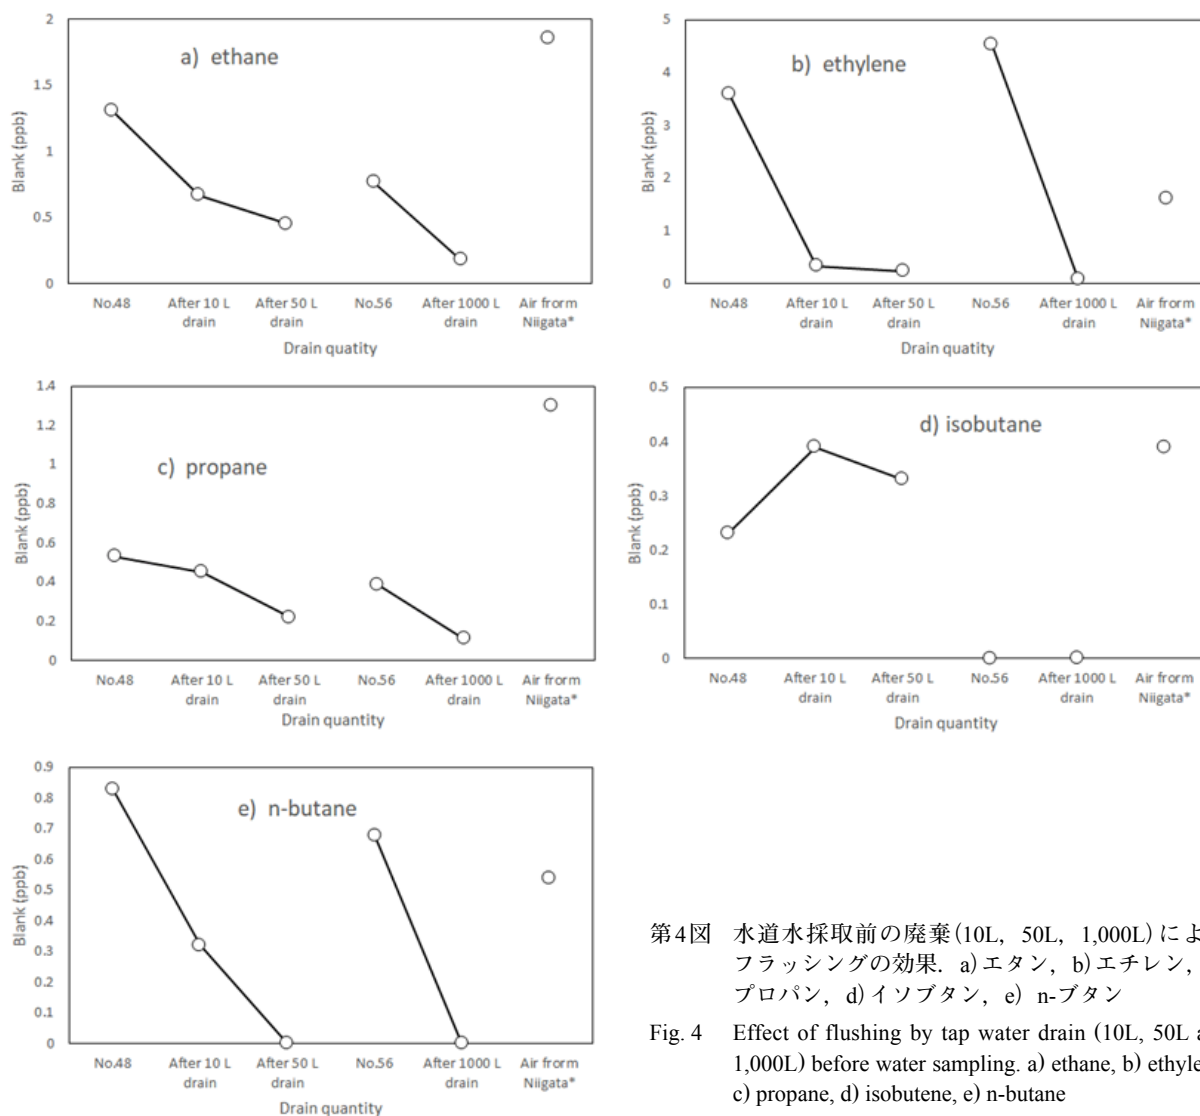 2
1.5
1
0.5
0
Blank (ppb)
a) ethane
No.48
After 10 L drain
After 50 L drain
No.56
After 1000 L drain
Air frorm Niigata*
Drain quatity
5
4
3
2
1
0
Blank (ppb)
b) ethylene
No.48
After 10 L drain
After 50 L drain
No.56
After 1000 L drain
Air frorm Niigata*
Drain quantity
1.4
1.2
1
0.8
0.6
0.4
0.2
0
Blank (ppb)
c) propane
No.48
After 10 L drain
After 50 L drain
No.56
After 1000 L drain
Air frorm Niigata*
Drain quantity
0.5
0.4
0.3
0.2
0.1
0
Blank (ppb)
d) isobutane
No.48
After 10 L drain
After 50 L drain
No.56
After 1000 L drain
Air frorm Niigata*
Drain quantity
0.9
0.8
0.7
0.6
0.5
0.4
0.3
0.2
0.1
0
Blank (ppb)
e) n-butane
No.48
After 10 L drain
After 50 L drain
No.56
After 1000 L drain
Air frorm Niigata*
Drain quantity
第4図 水道水採取前の廃棄(10L, 50L, 1,000L)によ
フラッシングの効果. a)エタン, b)エチレン,
プロパン, d)イソブタン, e) n-ブタン
Fig. 4 Effect of flushing by tap water drain (10L, 50L a
1,000L) before water sampling. a) ethane, b) ethyle
c) propane, d) isobutene, e) n-butane